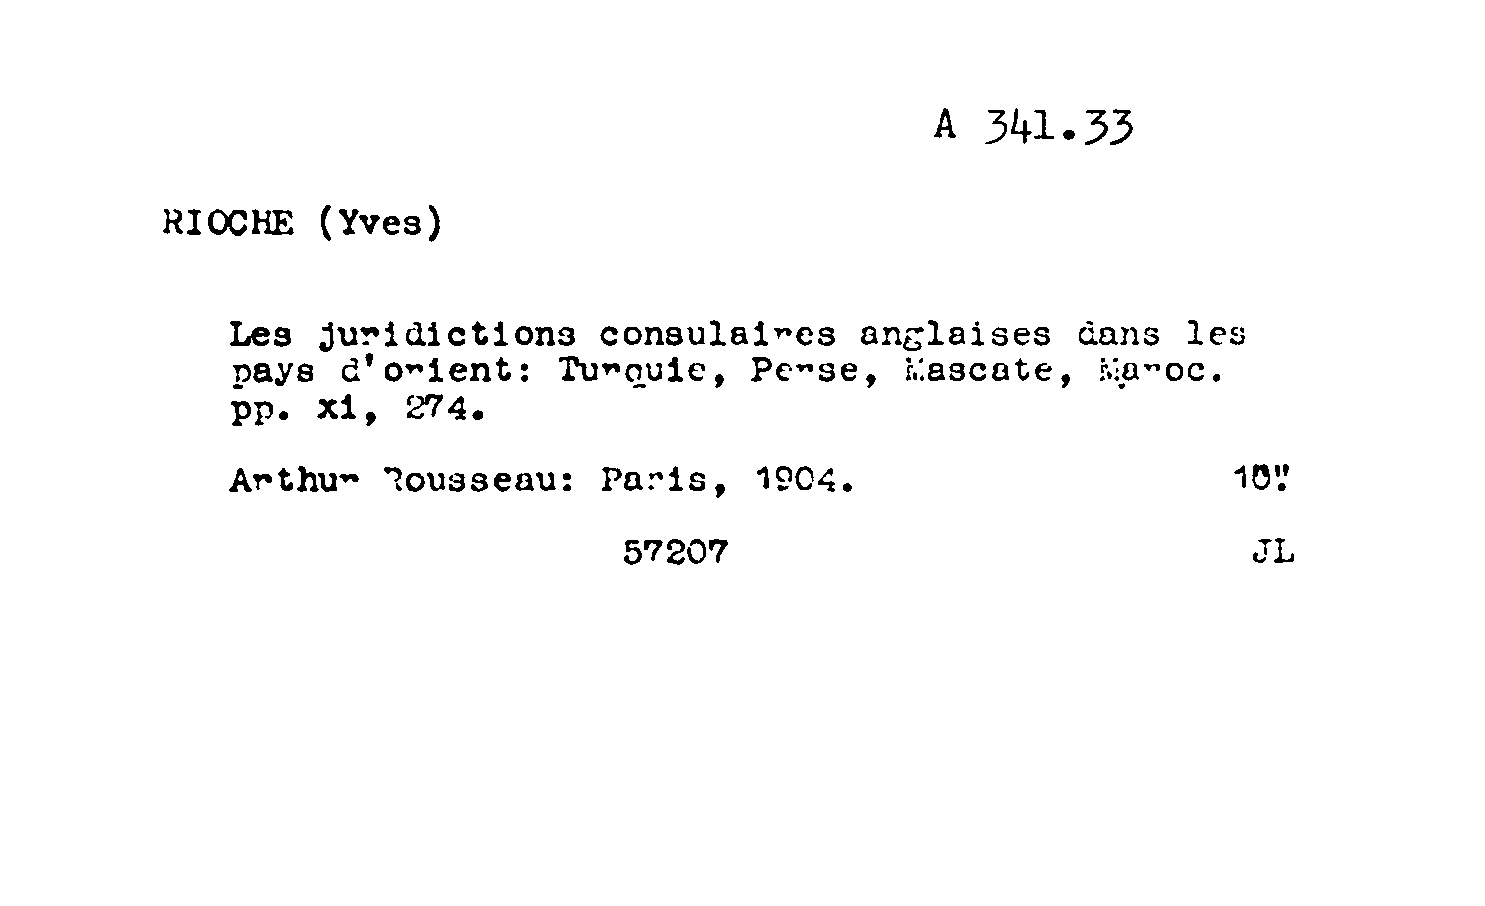 A 341.33
RIOCHE (Yves)
Les juridictions consulaires anglaises dans les
pays d'orient: Turquie, Perse, Mascate, Maroc.
pp. xi, 274.
Arthur Rousseau: Paris, 1904. 10".
57207 JL